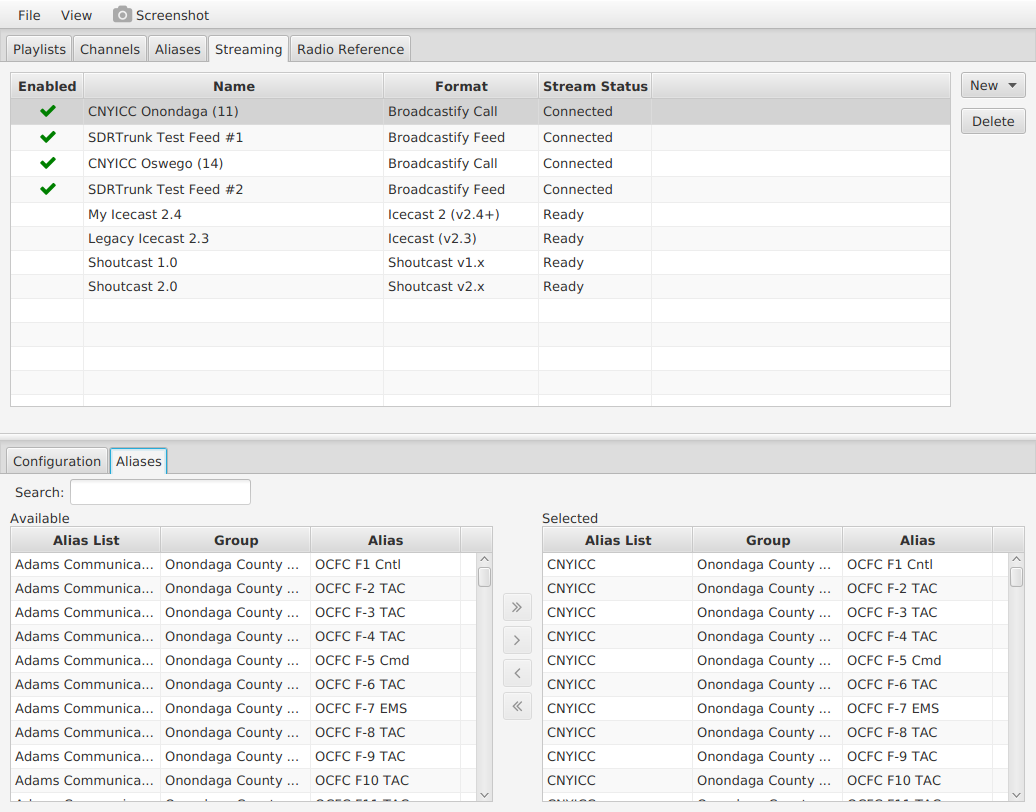 File View Screenshot
Playlists Channels Aliases Streaming Radio Reference
Enabled Name Format Stream Status
CNYICC Onondaga (11) Broadcastify Call Connected
SDRTrunk Test Feed #1 Broadcastify Feed Connected
CNYICC Oswego (14) Broadcastify Call Connected
SDRTrunk Test Feed #2 Broadcastify Feed Connected
My Icecast 2.4 Icecast 2 (v2.4+) Ready
Legacy Icecast 2.3 Icecast (v2.3) Ready
Shoutcast 1.0 Shoutcast v1.x Ready
Shoutcast 2.0 Shoutcast v2.x Ready
New
Delete
Configuration Aliases
Search:
Available
Alias List Group Alias
Adams Communica... Onondaga County ... OCFC F1 Cntl
Adams Communica... Onondaga County ... OCFC F-2 TAC
Adams Communica... Onondaga County ... OCFC F-3 TAC
Adams Communica... Onondaga County ... OCFC F-4 TAC
Adams Communica... Onondaga County ... OCFC F-5 Cmd
Adams Communica... Onondaga County ... OCFC F-6 TAC
Adams Communica... Onondaga County ... OCFC F-7 EMS
Adams Communica... Onondaga County ... OCFC F-8 TAC
Adams Communica... Onondaga County ... OCFC F-9 TAC
Adams Communica... Onondaga County ... OCFC F10 TAC
Selected
Alias List Group Alias
CNYICC Onondaga County ... OCFC F1 Cntl
CNYICC Onondaga County ... OCFC F-2 TAC
CNYICC Onondaga County ... OCFC F-3 TAC
CNYICC Onondaga County ... OCFC F-4 TAC
CNYICC Onondaga County ... OCFC F-5 Cmd
CNYICC Onondaga County ... OCFC F-6 TAC
CNYICC Onondaga County ... OCFC F-7 EMS
CNYICC Onondaga County ... OCFC F-8 TAC
CNYICC Onondaga County ... OCFC F-9 TAC
CNYICC Onondaga County ... OCFC F10 TAC